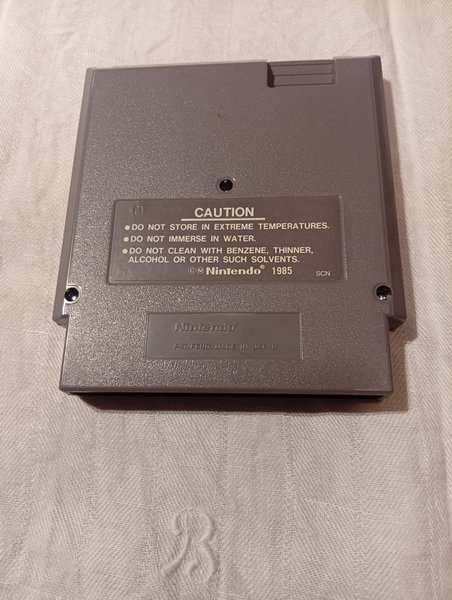 CAUTION
● DO NOT STORE IN EXTREME TEMPERATURES.
● DO NOT IMMERSE IN WATER.
● DO NOT CLEAN WITH BENZENE, THINNER,
ALCOHOL OR OTHER SUCH SOLVENTS.
©Ⓜ Nintendo® 1985 SCN
Nintendo
PAT. PEND. MADE IN JAPAN
B